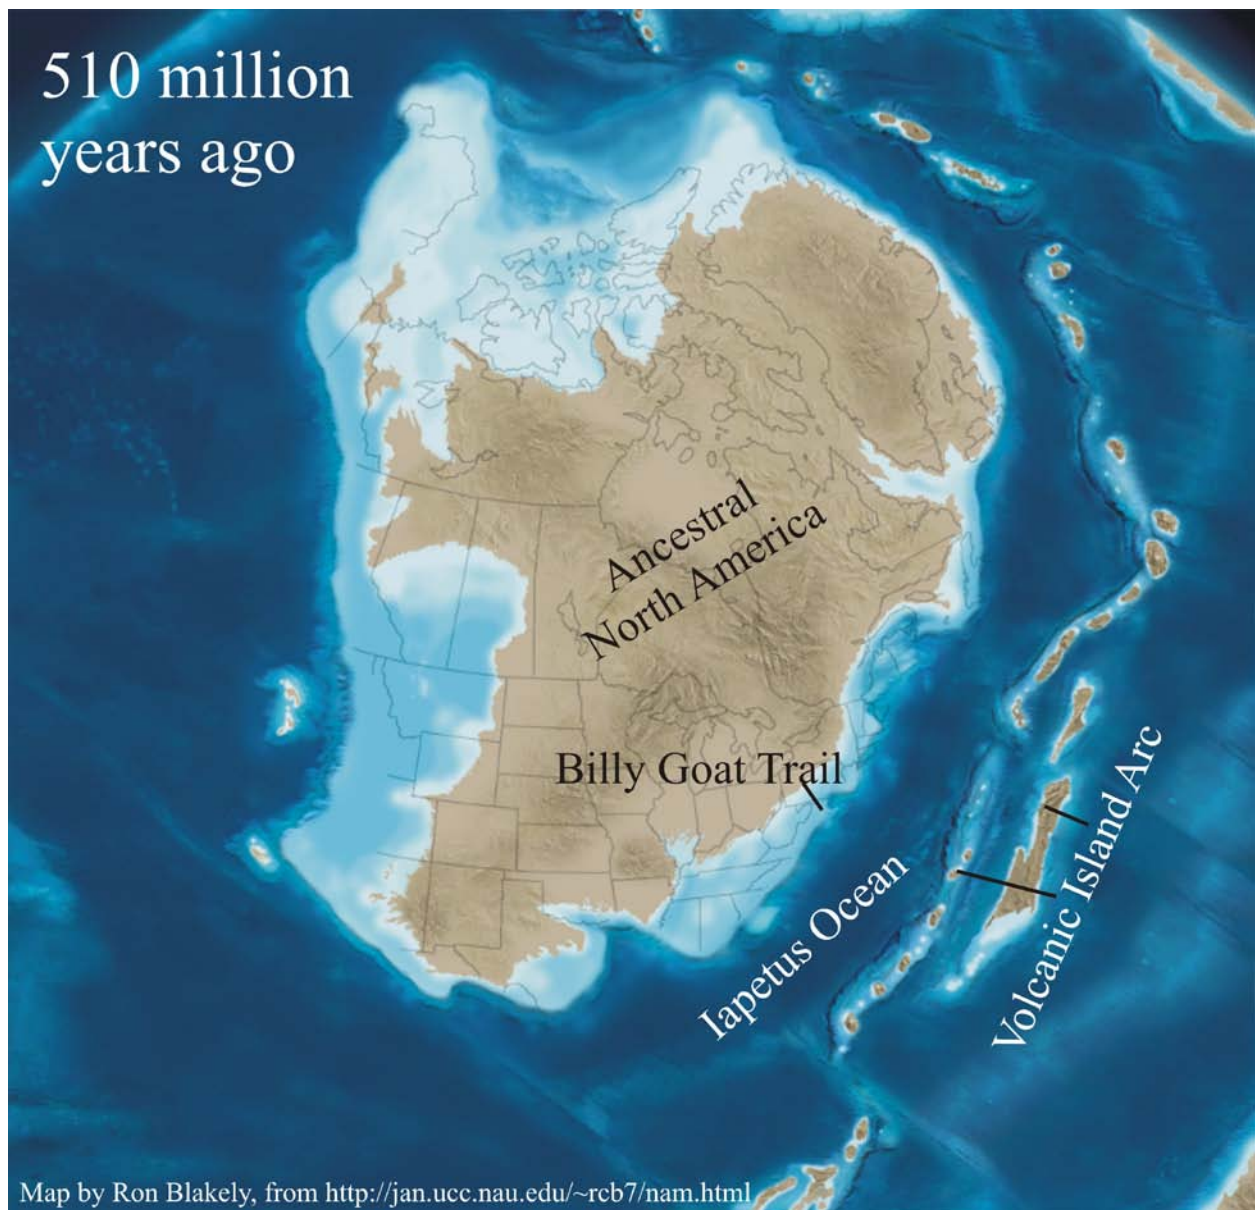 510 million
years ago
Ancestral
North America
Billy Goat Trail
Iapetus Ocean
Volcanic Island Arc
Map by Ron Blakely, from http://jan.ucc.nau.edu/~rcb7/nam.html